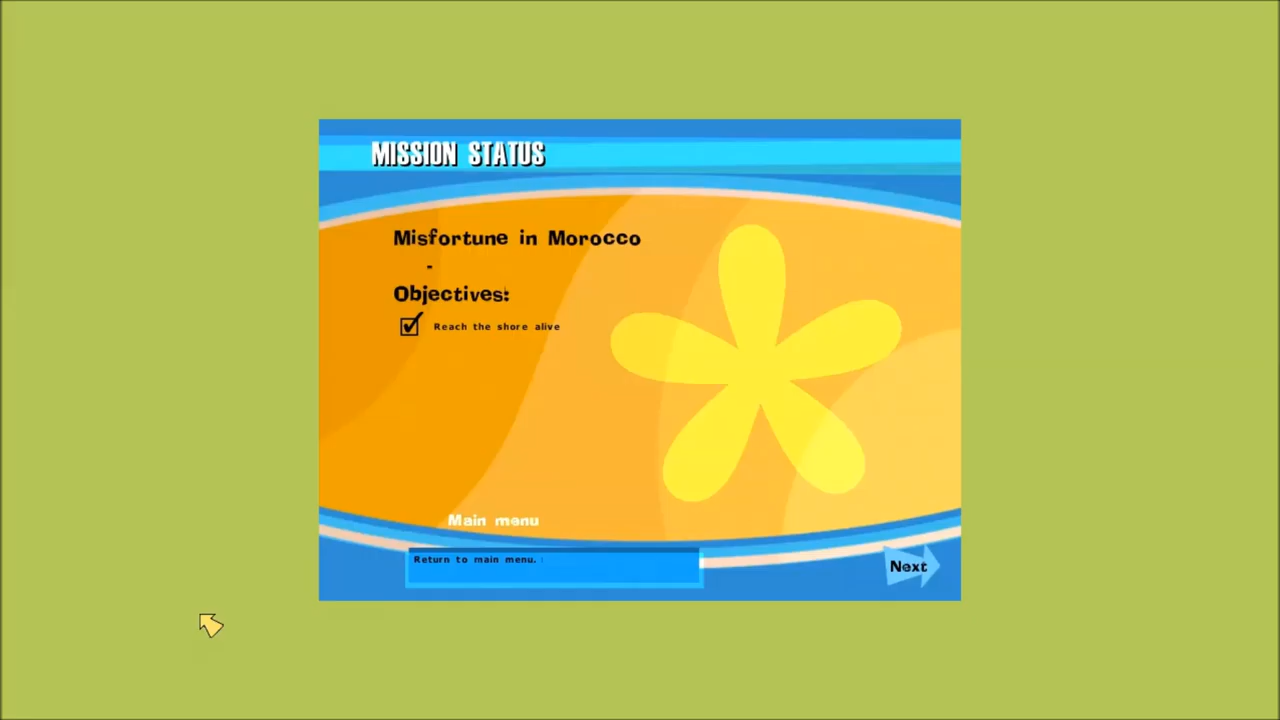 MISSION STATUS
Misfortune in Morocco
-
Objectives:
Reach the shore alive
Main menu
Return to main menu.
Next